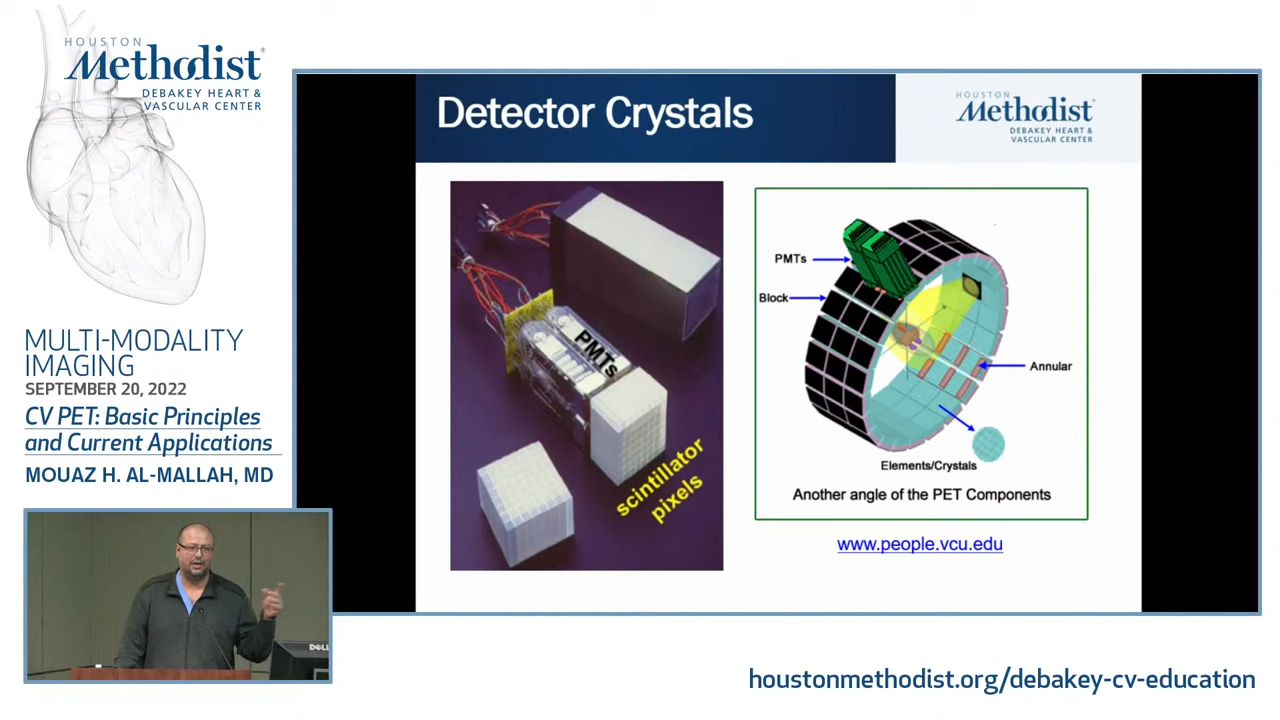 HOUSTON
Methodist®
DEBAKEY HEART &
VASCULAR CENTER
MULTI-MODALITY
IMAGING
SEPTEMBER 20, 2022
CV PET: Basic Principles
and Current Applications
MOUAZ H. AL-MALLAH, MD
Detector Crystals
HOUSTON
Methodist
DEBAKEY HEART &
VASCULAR CENTER
PMTs
scintillator
pixels
PMTs
Block
Annular
Elements/Crystals
Another angle of the PET Components
www.people.vcu.edu
DELL
houstonmethodist.org/debakey-cv-education